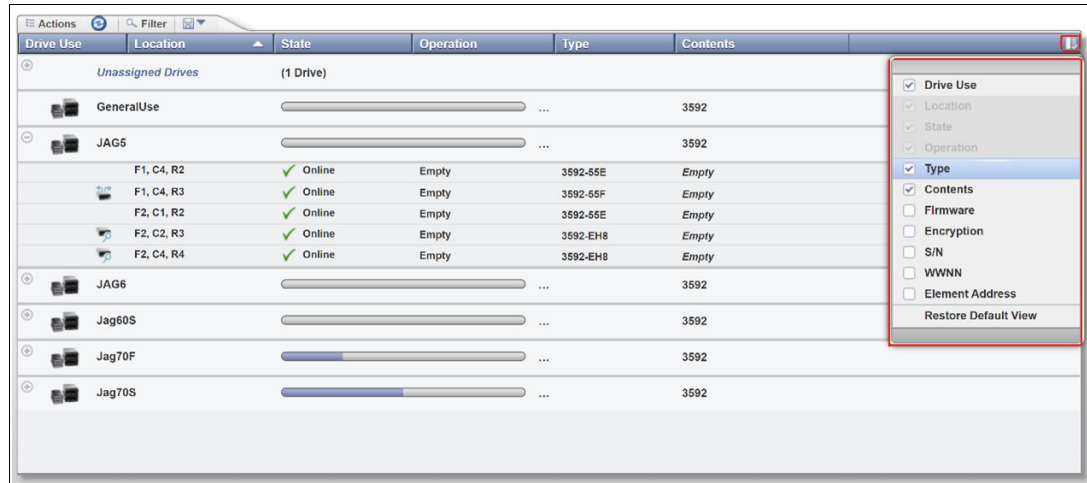 Actions Filter
Drive Use Location State Operation Type Contents
Unassigned Drives (1 Drive)
GeneralUse ... 3592
JAG5 ... 3592
F1, C4, R2 Online Empty 3592-55E Empty
F1, C4, R3 Online Empty 3592-55F Empty
F2, C1, R2 Online Empty 3592-55E Empty
F2, C2, R3 Online Empty 3592-EH8 Empty
F2, C4, R4 Online Empty 3592-EH8 Empty
JAG6 ... 3592
Jag60S ... 3592
Jag70F ... 3592
Jag70S ... 3592
Drive Use
Location
State
Operation
Type
Contents
Firmware
Encryption
S/N
WWNN
Element Address
Restore Default View